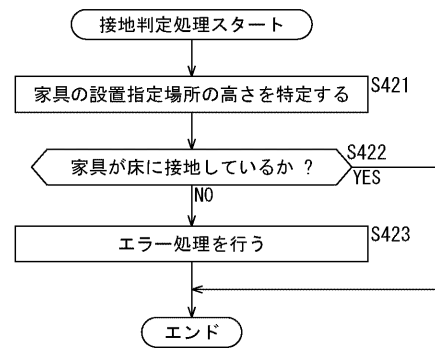 接地判定処理スタート
家具の設置指定場所の高さを特定する
S421
家具が床に接地しているか ?
S422
YES
NO
エラー処理を行う
S423
エンド